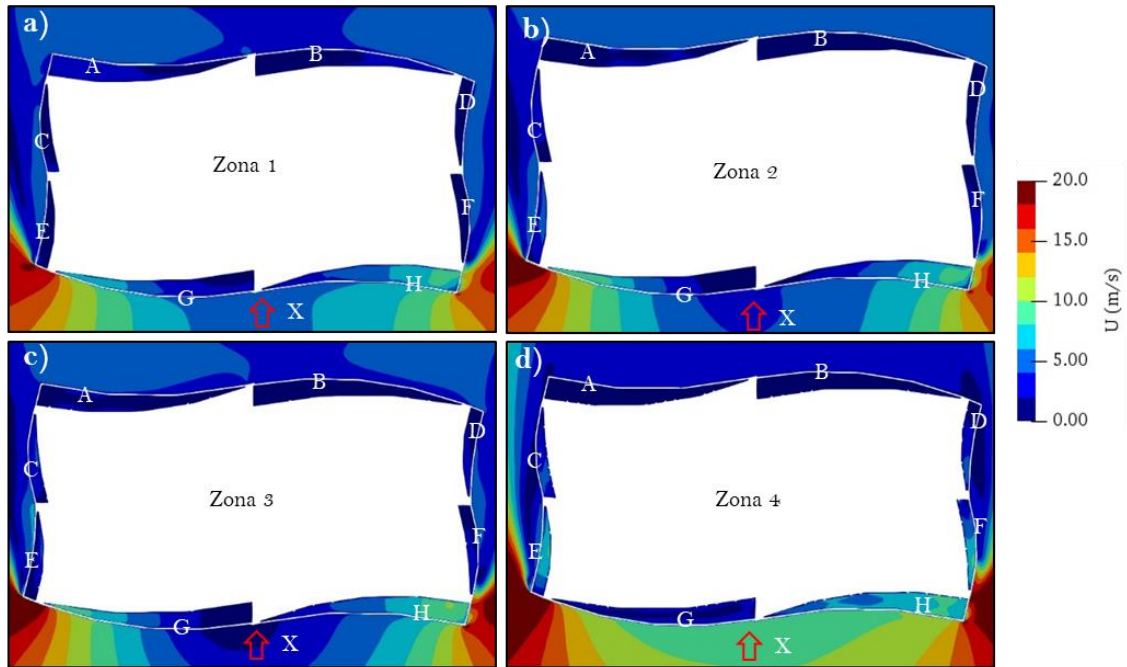 a)
A
B
C
D
Zona 1
E
F
G
H
X
b)
A
B
C
D
Zona 2
E
F
G
H
X
c)
A
B
C
D
Zona 3
E
F
G
H
X
d)
A
B
C
D
Zona 4
E
F
G
H
X
20.0
15.0
10.0
5.00
0.00
U (m/s)